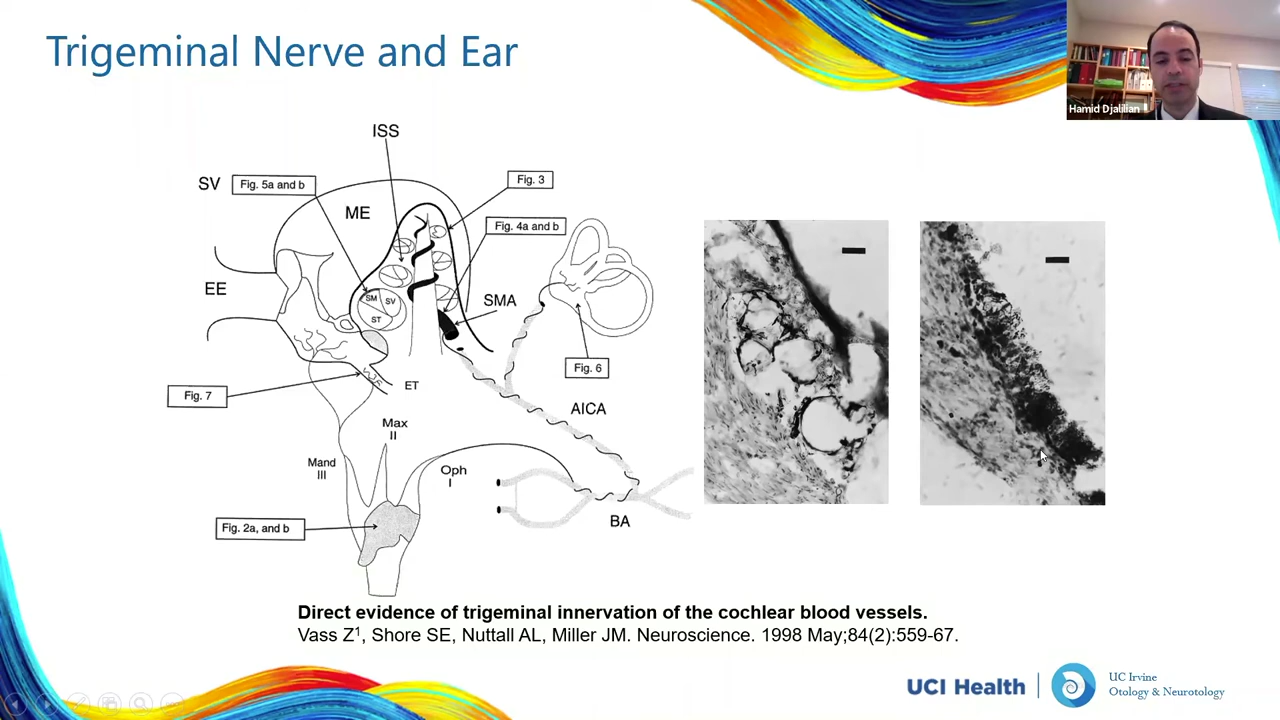 Trigeminal Nerve and Ear
Hamid Djalilian
ISS
SV
Fig. 5a and b
Fig. 3
ME
Fig. 4a and b
EE
SM
SV
ST
SMA
Fig. 6
Fig. 7
ET
AICA
Max
II
Mand
III
Oph
I
Fig. 2a, and b
BA
Direct evidence of trigeminal innervation of the cochlear blood vessels.
Vass Z1, Shore SE, Nuttall AL, Miller JM. Neuroscience. 1998 May;84(2):559-67.
UCI Health
UC Irvine
Otology & Neurotology